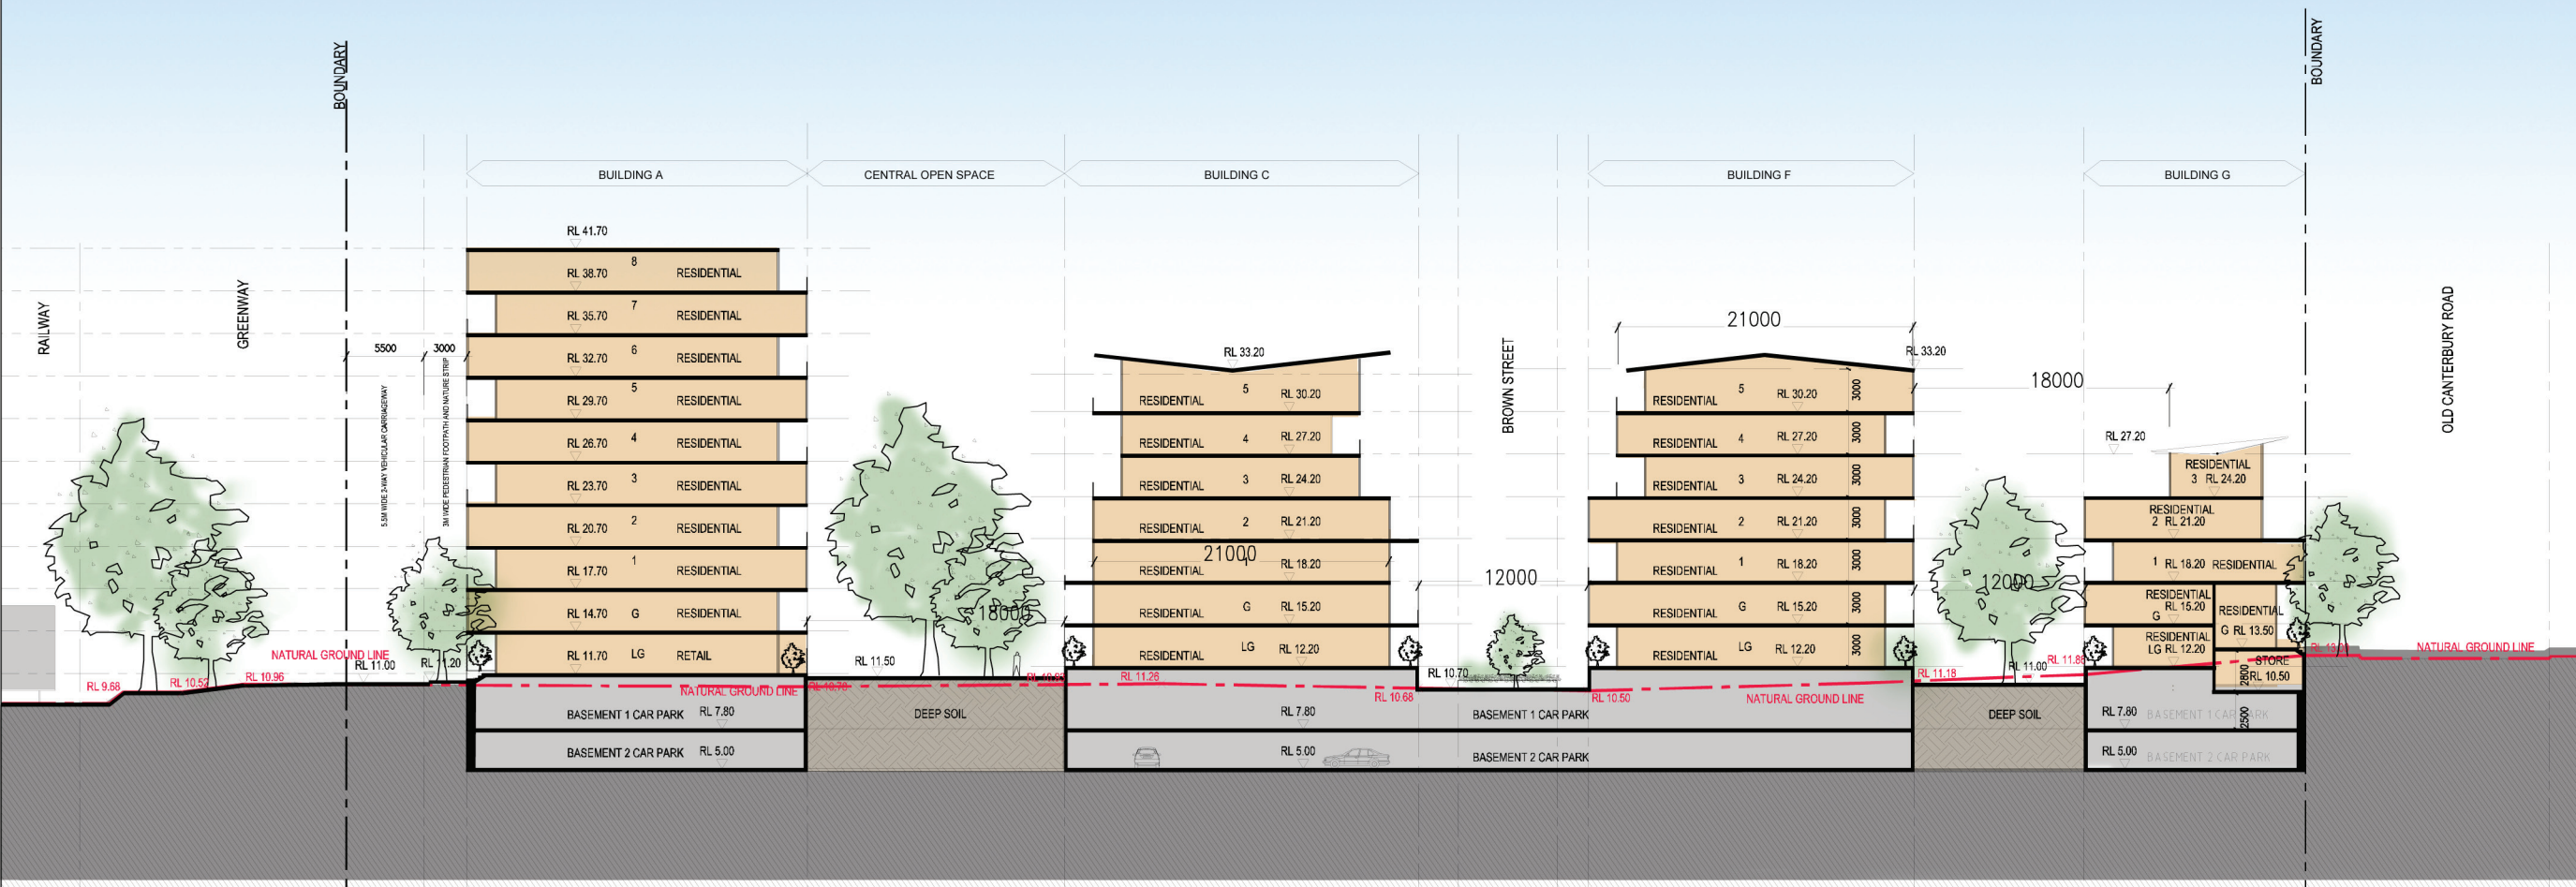 BOUNDARY
BOUNDARY
BUILDING A
CENTRAL OPEN SPACE
BUILDING C
BUILDING F
BUILDING G
RAILWAY
GREENWAY
5500
3000
5.5M WIDE 2-WAY VEHICULAR CARRIAGEWAY
3M WIDE PEDESTRIAN FOOTPATH AND NATURE STRIP
RL 41.70
8
RL 38.70
RESIDENTIAL
7
RL 35.70
RESIDENTIAL
6
RL 32.70
RESIDENTIAL
5
RL 29.70
RESIDENTIAL
4
RL 26.70
RESIDENTIAL
3
RL 23.70
RESIDENTIAL
2
RL 20.70
RESIDENTIAL
1
RL 17.70
RESIDENTIAL
RL 14.70
G
RESIDENTIAL
RL 11.70
LG
RETAIL
18000
RL 33.20
RESIDENTIAL
5
RL 30.20
RESIDENTIAL
4
RL 27.20
RESIDENTIAL
3
RL 24.20
RESIDENTIAL
2
RL 21.20
21000
RESIDENTIAL
RL 18.20
RESIDENTIAL
G
RL 15.20
RESIDENTIAL
LG
RL 12.20
BROWN STREET
12000
21000
RL 33.20
RESIDENTIAL
5
RL 30.20
3000
RESIDENTIAL
4
RL 27.20
3000
RESIDENTIAL
3
RL 24.20
3000
RESIDENTIAL
2
RL 21.20
3000
RESIDENTIAL
1
RL 18.20
3000
RESIDENTIAL
G
RL 15.20
3000
RESIDENTIAL
LG
RL 12.20
3000
18000
12000
RL 27.20
RESIDENTIAL
3 RL 24.20
RESIDENTIAL
2 RL 21.20
1 RL 18.20 RESIDENTIAL
RESIDENTIAL
RL 15.20
G
RESIDENTIAL
G RL 13.50
RESIDENTIAL
LG RL 12.20
STORE
RL 10.50
2800
2500
OLD CANTERBURY ROAD
NATURAL GROUND LINE
RL 9.68
RL 10.52
RL 10.96
RL 11.00
RL 11.20
NATURAL GROUND LINE
RL 11.50
RL 11.26
RL 10.68
RL 10.70
RL 10.50
NATURAL GROUND LINE
RL 11.18
RL 11.00
RL 11.86
NATURAL GROUND LINE
BASEMENT 1 CAR PARK
RL 7.80
BASEMENT 2 CAR PARK
RL 5.00
DEEP SOIL
RL 7.80
BASEMENT 1 CAR PARK
RL 5.00
BASEMENT 2 CAR PARK
DEEP SOIL
RL 7.80
BASEMENT 1 CAR PARK
RL 5.00
BASEMENT 2 CAR PARK